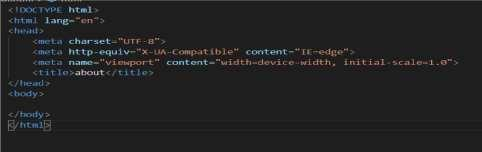 <!DOCTYPE html>
<html lang="en">
<head>
    <meta charset="UTF-8">
    <meta http-equiv="X-UA-Compatible" content="IE=edge">
    <meta name="viewport" content="width=device-width, initial-scale=1.0">
    <title>about</title>
</head>
<body>

</body>
</html>